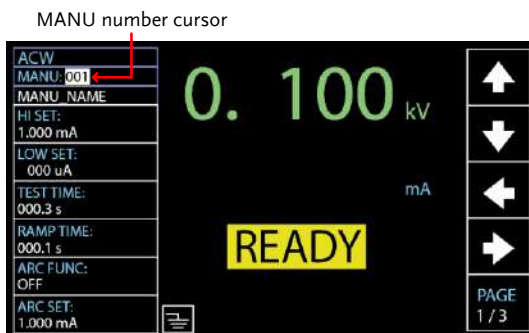 MANU number cursor
ACW
MANU: 001
MANU_NAME
HI SET:
1.000 mA
LOW SET:
000 uA
TEST TIME:
000.3 s
RAMP TIME:
000.1 s
ARC FUNC:
OFF
ARC SET:
1.000 mA
0. 100 kV
mA
READY
PAGE
1 / 3